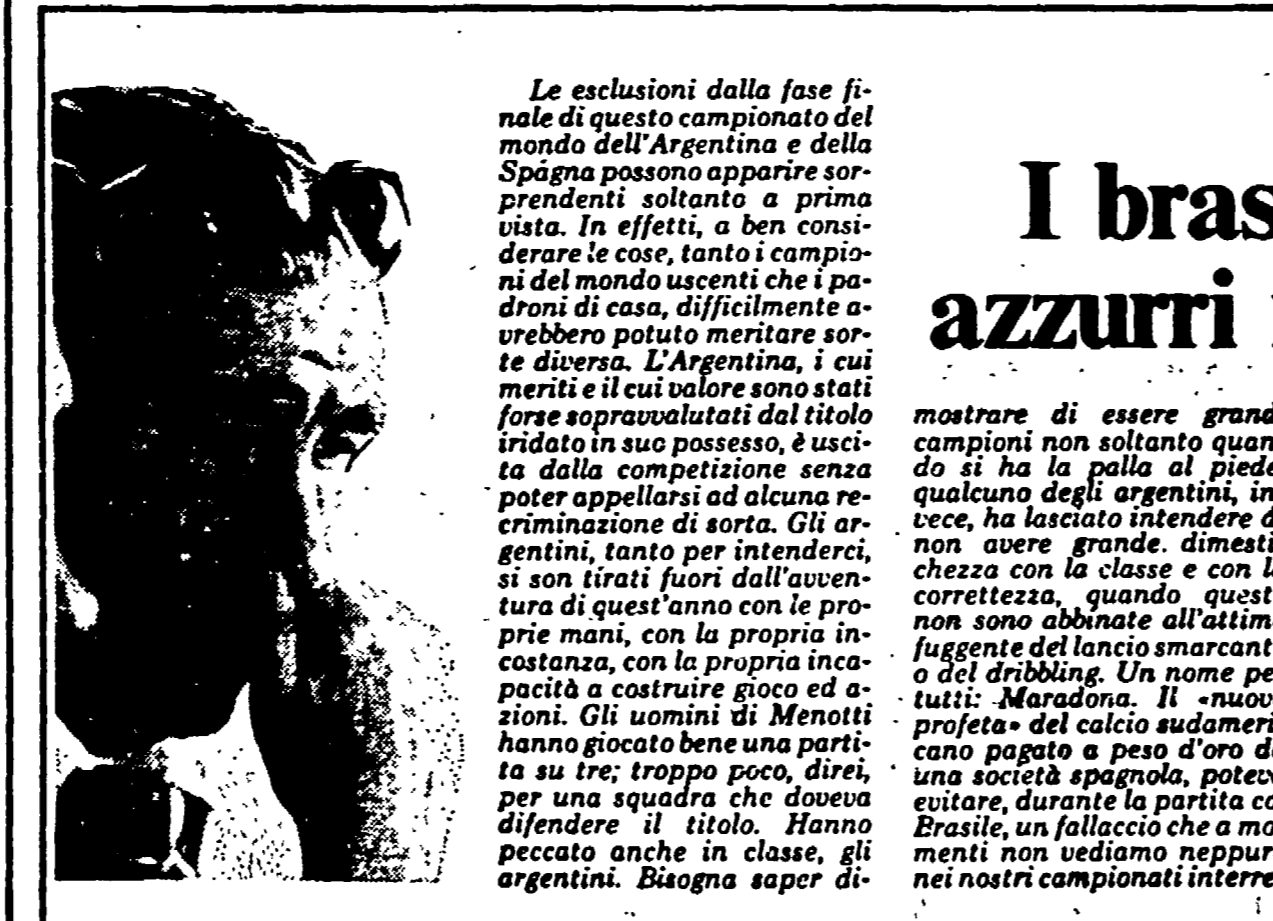 Le esclusioni dalla fase fi-
nale di questo campionato del
mondo dell'Argentina e della
Spágna possono apparire sor-
prendenti soltanto a prima
vista. In effetti, a ben consi-
derare le cose, tanto i campio-
ni del mondo uscenti che i pa-
droni di casa, difficilmente a-
vrebbero potuto meritare sor-
te diversa. L'Argentina, i cui
meriti e il cui valore sono stati
forse sopravvalutati dal titolo
iridato in suo possesso, è usci-
ta dalla competizione senza
poter appellarsi ad alcuna re-
criminazione di sorta. Gli ar-
gentini, tanto per intenderci,
si son tirati fuori dall'avven-
tura di quest'anno con le pro-
prie mani, con la propria in-
costanza, con la propria inca-
pacità a costruire gioco ed a-
zioni. Gli uomini di Menotti
hanno giocato bene una parti-
ta su tre; troppo poco, direi,
per una squadra che doveva
difendere il titolo. Hanno
peccato anche in classe, gli
argentini. Bisogna saper di-
I bras
azzurri
mostrare di essere grand
campioni non soltanto quan
do si ha la palla al piede
qualcuno degli argentini, in
vece, ha lasciato intendere d
non avere grande. dimesti
chezza con la classe e con l
correttezza, quando quest
non sono abbinate all'attim
fuggente del lancio smarcant
o del dribbling. Un nome pe
tutti: Maradona. Il «nuov
profeta» del calcio sudameri
cano pagato a peso d'oro d
una società spagnola, potev
evitare, durante la partita co
Brasile, un fallaccio che a mo
menti non vediamo neppur
nei nostri campionati interre